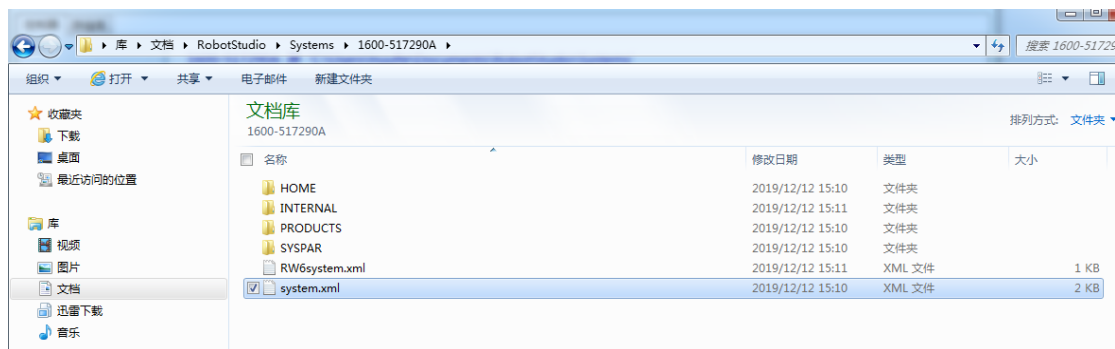 库 ▸ 文档 ▸ RobotStudio ▸ Systems ▸ 1600-517290A ▸
搜索 1600-51729
组织 打开 共享 电子邮件 新建文件夹
收藏夹
下载
桌面
最近访问的位置
库
视频
图片
文档
迅雷下载
音乐
文档库
1600-517290A
排列方式: 文件夹
名称 修改日期 类型 大小
HOME 2019/12/12 15:10 文件夹
INTERNAL 2019/12/12 15:11 文件夹
PRODUCTS 2019/12/12 15:10 文件夹
SYSPAR 2019/12/12 15:10 文件夹
RW6system.xml 2019/12/12 15:11 XML 文件 1 KB
system.xml 2019/12/12 15:10 XML 文件 2 KB